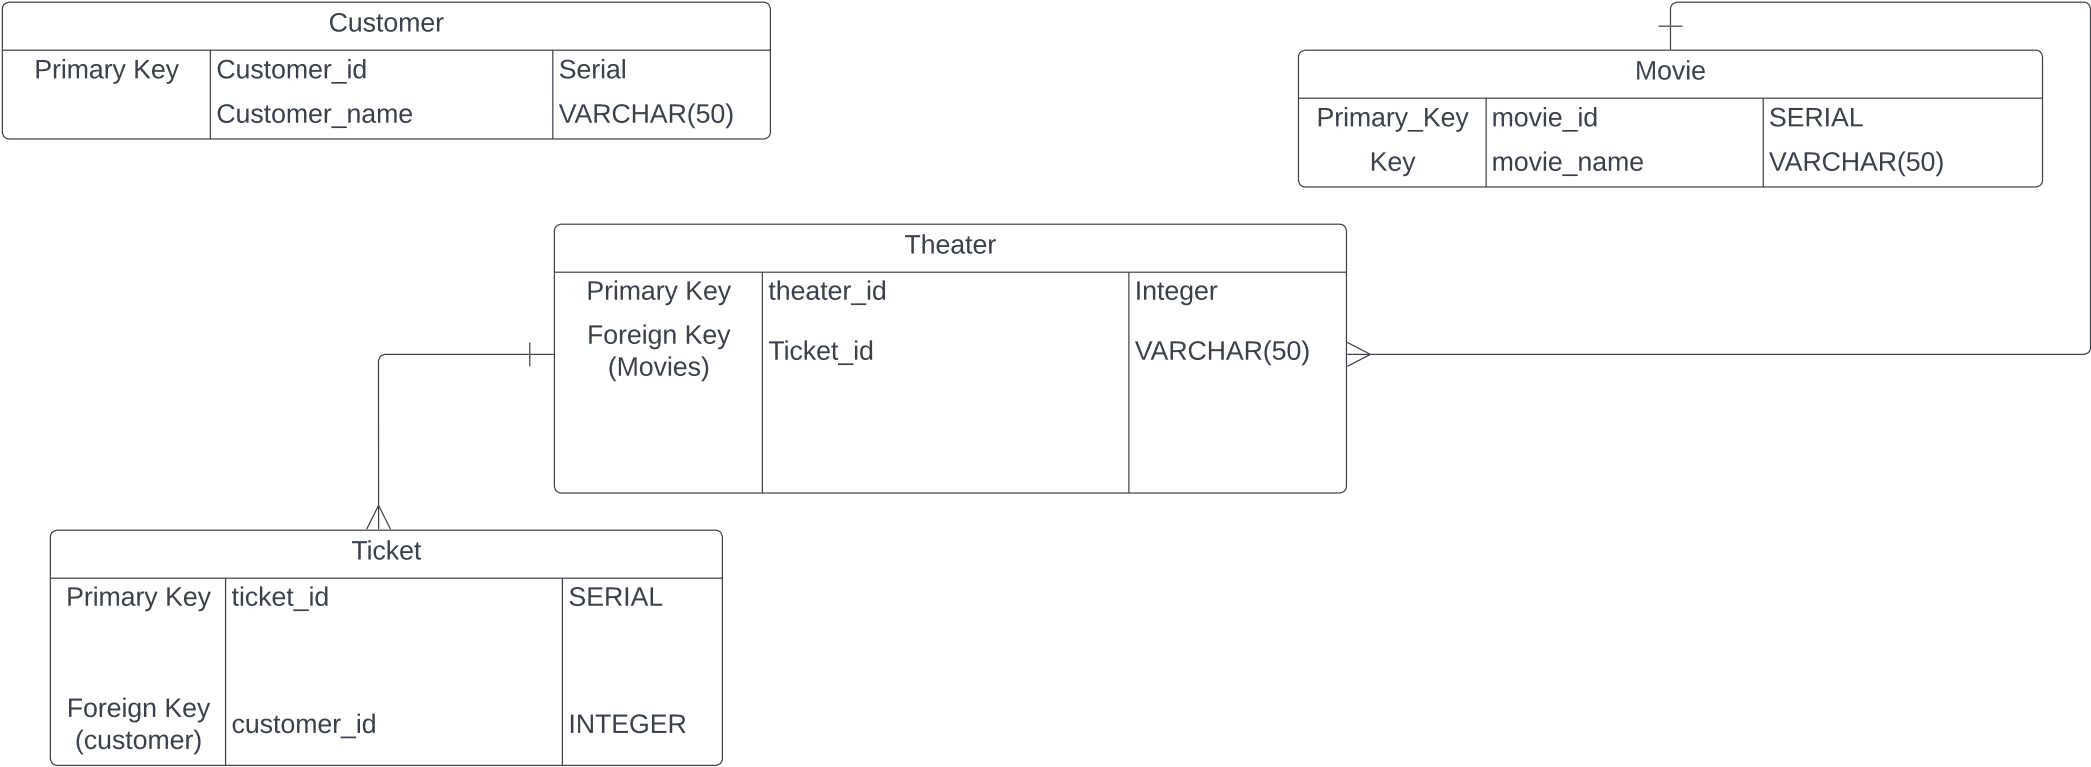 Customer
Primary Key Customer_id Serial
Customer_name VARCHAR(50)
Movie
Primary_Key movie_id SERIAL
Key movie_name VARCHAR(50)
Theater
Primary Key theater_id Integer
Foreign Key
(Movies) Ticket_id VARCHAR(50)
Ticket
Primary Key ticket_id SERIAL
Foreign Key
(customer) customer_id INTEGER